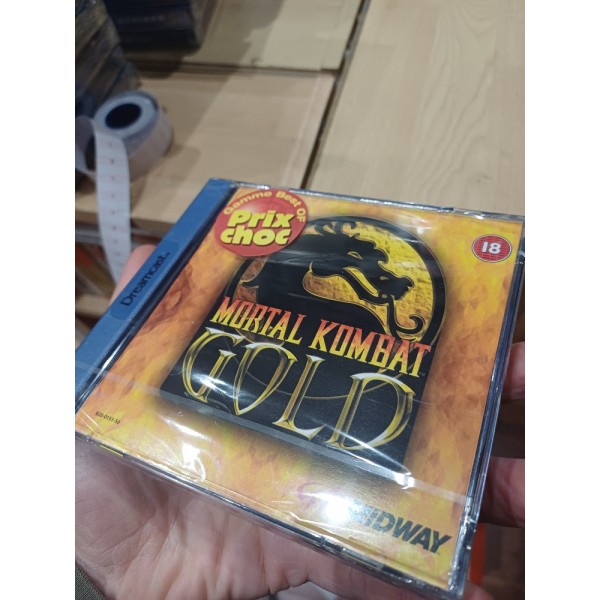 Gamme Best OF
Prix
choc
18
Dreamcast
MORTAL KOMBAT
GOLD
MIDWAY